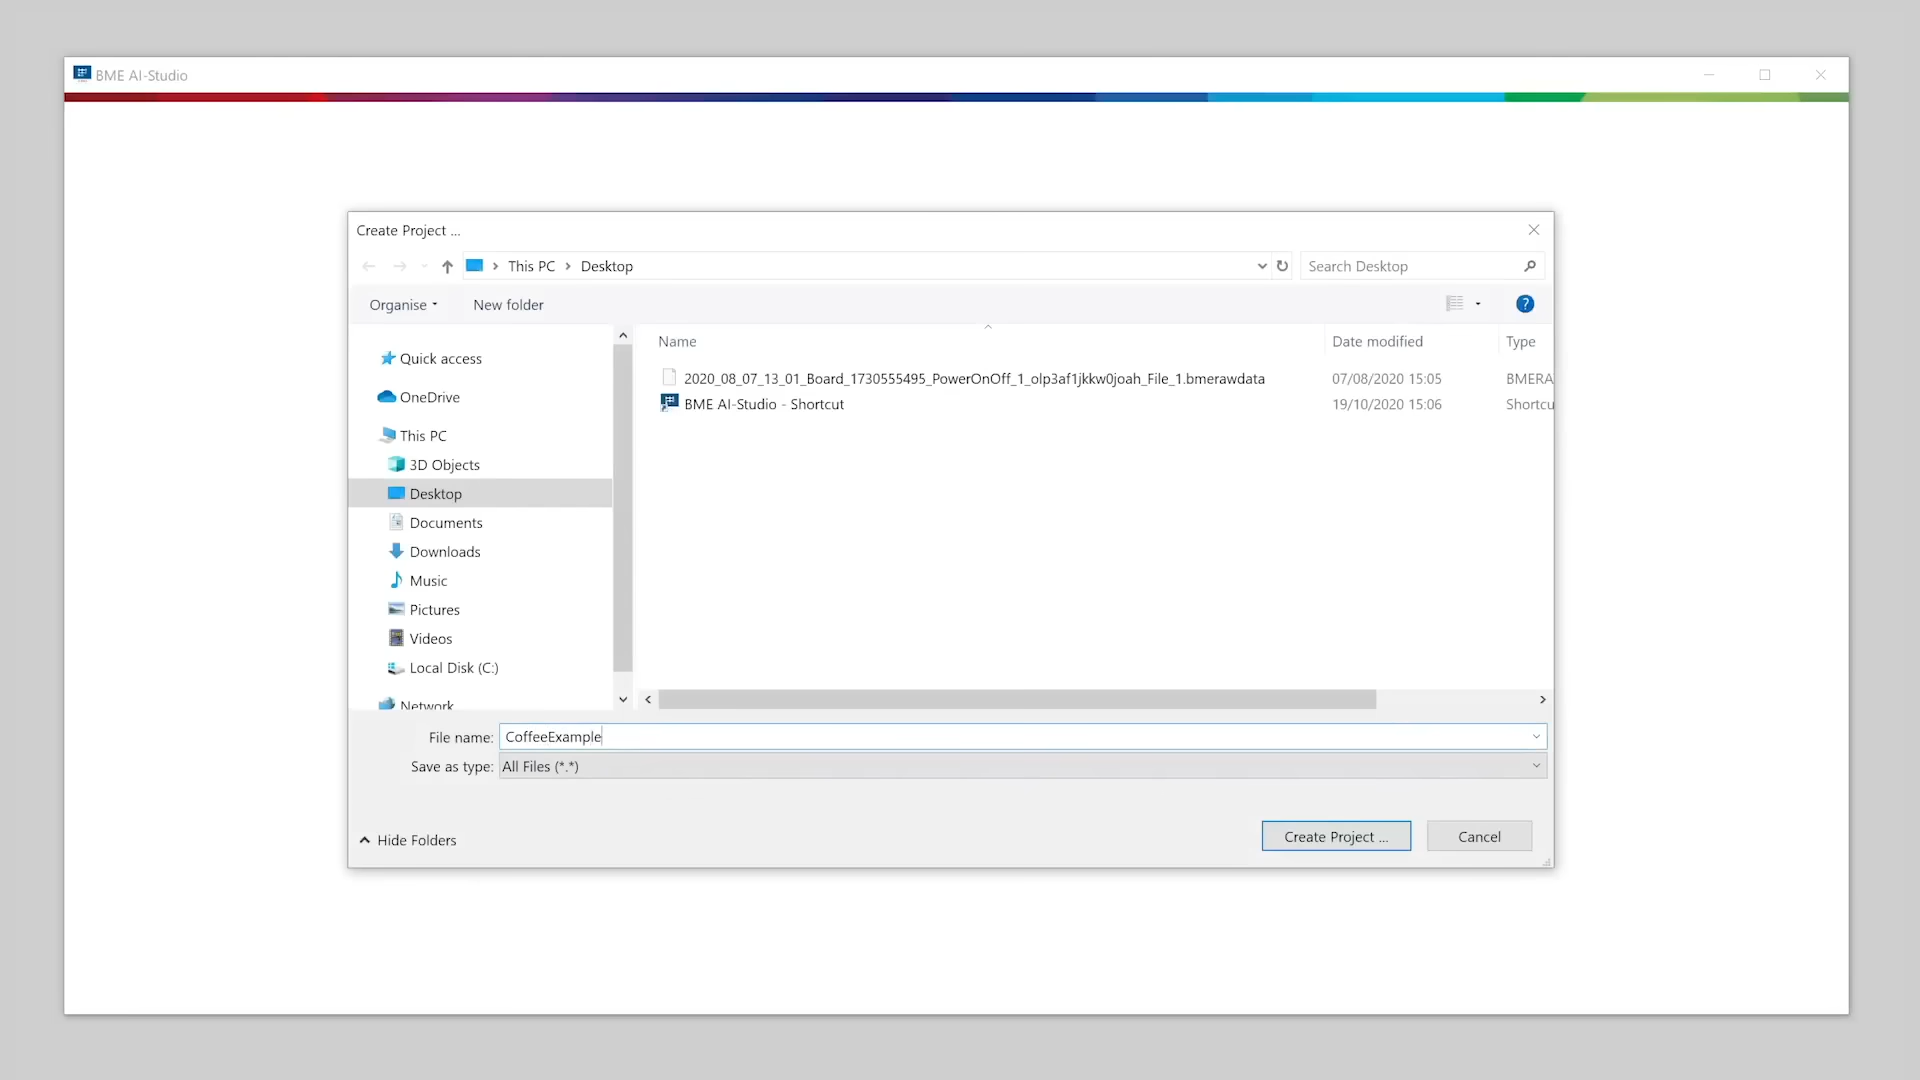 BME AI-Studio
Create Project ...
This PC
Desktop
Search Desktop
Organise
New folder
?
Name
Date modified
Type
Quick access
OneDrive
This PC
3D Objects
Desktop
Documents
Downloads
Music
Pictures
Videos
Local Disk (C:)
Network
2020_08_07_13_01_Board_1730555495_PowerOnOff_1_olp3af1jkkw0joah_File_1.bmerawdata
07/08/2020 15:05
BMERA
BME AI-Studio - Shortcut
19/10/2020 15:06
Shortcu
File name: CoffeeExample
Save as type: All Files (*.*)
Hide Folders
Create Project ...
Cancel